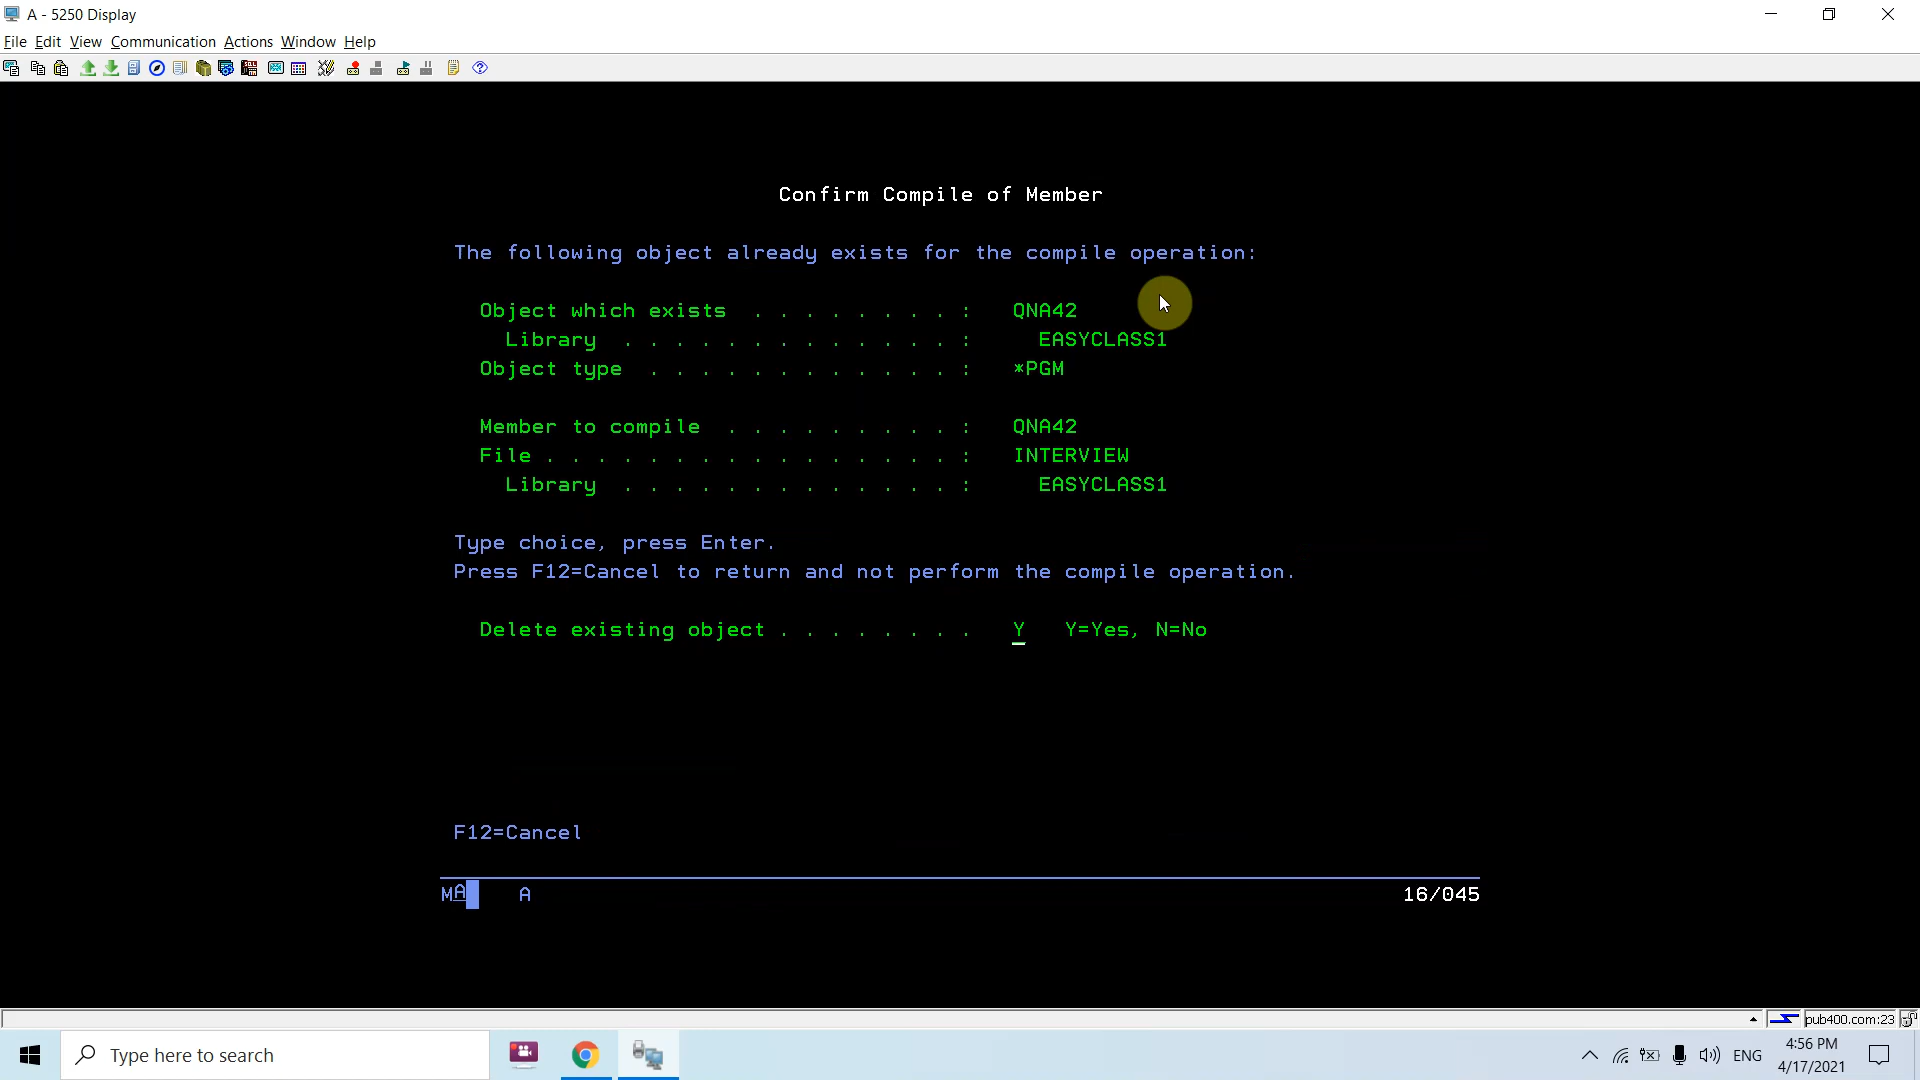 A - 5250 Display
File Edit View Communication Actions Window Help
Confirm Compile of Member
The following object already exists for the compile operation:
Object which exists . . . . . . . . : QNA42
Library . . . . . . . . . . . . . . : EASYCLASS1
Object type . . . . . . . . . . . . . : *PGM
Member to compile . . . . . . . . . . : QNA42
File . . . . . . . . . . . . . . . . . : INTERVIEW
Library . . . . . . . . . . . . . . : EASYCLASS1
Type choice, press Enter.
Press F12=Cancel to return and not perform the compile operation.
Delete existing object . . . . . . . . Y Y=Yes, N=No
F12=Cancel
MA A 16/045
pub400.com:23
Type here to search
ENG
4:56 PM
4/17/2021